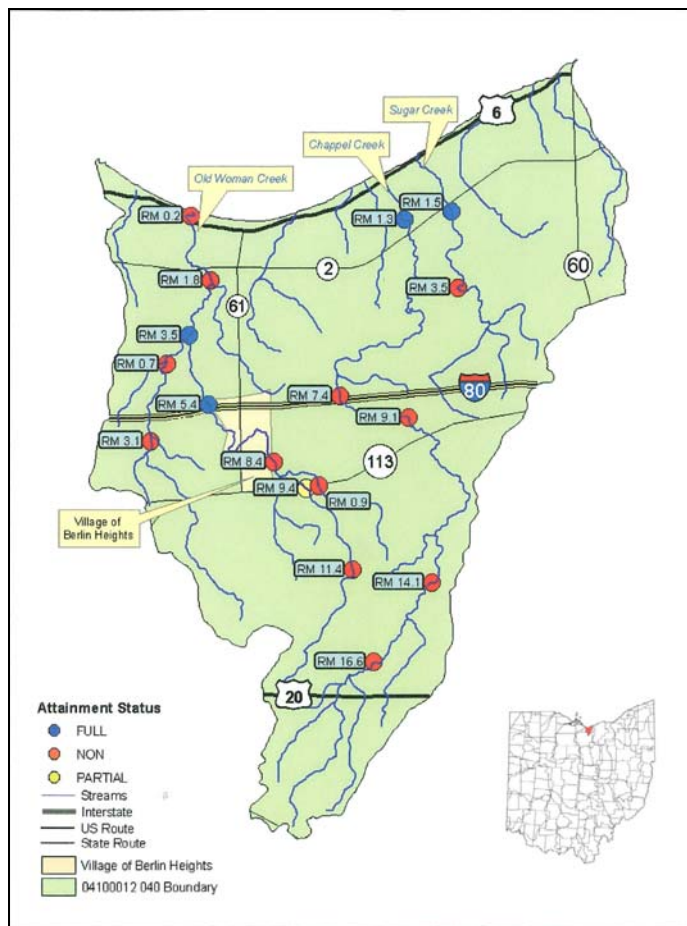 6
Sugar Creek
Chappel Creek
Old Woman Creek
RM 0.2
RM 1.3
RM 1.5
2
60
RM 1.8
61
RM 3.5
RM 3.5
RM 0.7
RM 5.4
RM 7.4
80
RM 9.1
RM 3.1
RM 8.4
113
RM 9.4
RM 0.9
Village of
Berlin Heights
RM 11.4
RM 14.1
RM 16.6
20
Attainment Status
FULL
NON
PARTIAL
Streams
Interstate
US Route
State Route
Village of Berlin Heights
04100012 040 Boundary